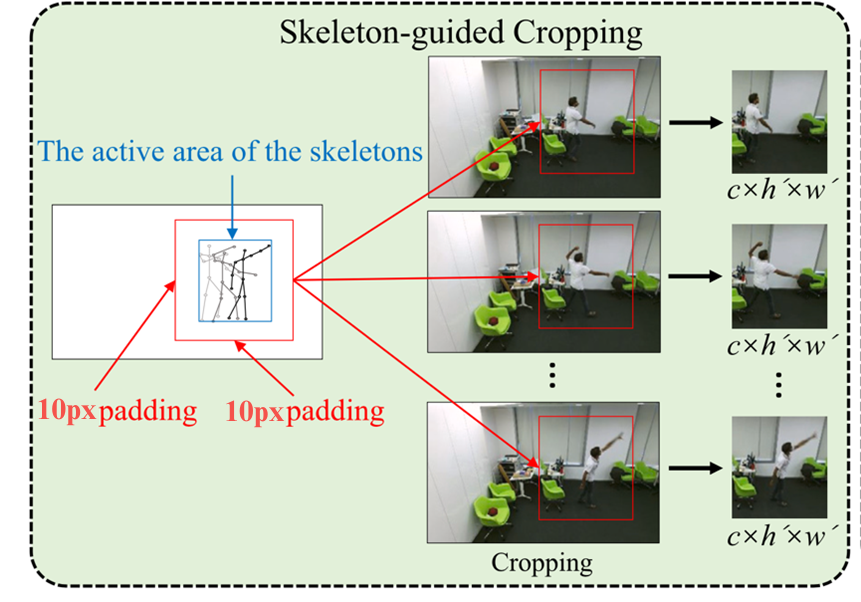 Skeleton-guided Cropping
The active area of the skeletons
c×h´×w´
c×h´×w´
10px padding
10px padding
c×h´×w´
Cropping